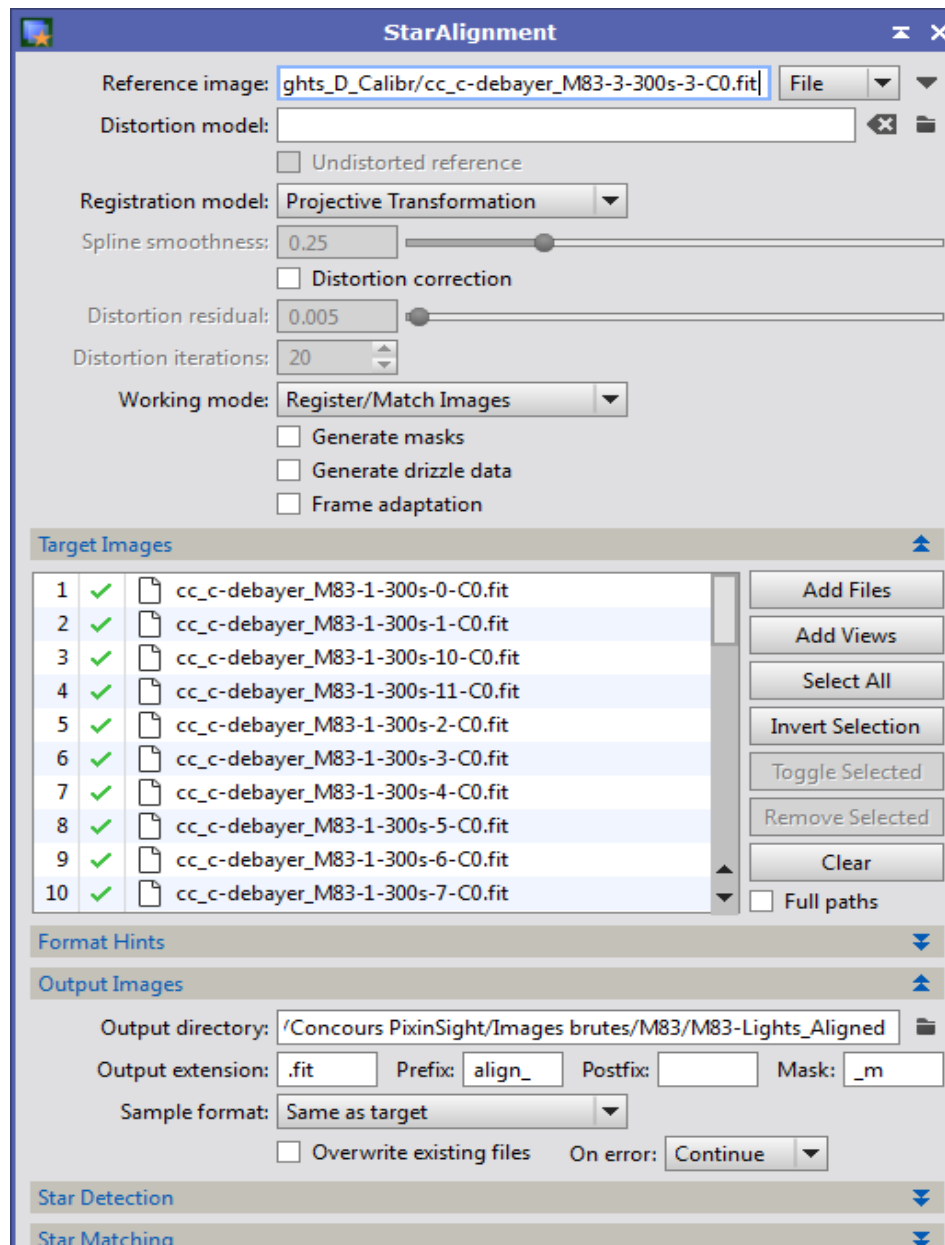 StarAlignment
Reference image: ghts_D_Calibr/cc_c-debayer_M83-3-300s-3-C0.fit File
Distortion model:
Undistorted reference
Registration model: Projective Transformation
Spline smoothness: 0.25
Distortion correction
Distortion residual: 0.005
Distortion iterations: 20
Working mode: Register/Match Images
Generate masks
Generate drizzle data
Frame adaptation
Target Images
1 cc_c-debayer_M83-1-300s-0-C0.fit Add Files
2 cc_c-debayer_M83-1-300s-1-C0.fit Add Views
3 cc_c-debayer_M83-1-300s-10-C0.fit
4 cc_c-debayer_M83-1-300s-11-C0.fit Select All
5 cc_c-debayer_M83-1-300s-2-C0.fit Invert Selection
6 cc_c-debayer_M83-1-300s-3-C0.fit Toggle Selected
7 cc_c-debayer_M83-1-300s-4-C0.fit
8 cc_c-debayer_M83-1-300s-5-C0.fit Remove Selected
9 cc_c-debayer_M83-1-300s-6-C0.fit Clear
10 cc_c-debayer_M83-1-300s-7-C0.fit Full paths
Format Hints
Output Images
Output directory: /Concours PixinSight/Images brutes/M83/M83-Lights_Aligned
Output extension: .fit Prefix: align_ Postfix: Mask: _m
Sample format: Same as target
Overwrite existing files On error: Continue
Star Detection
Star Matching